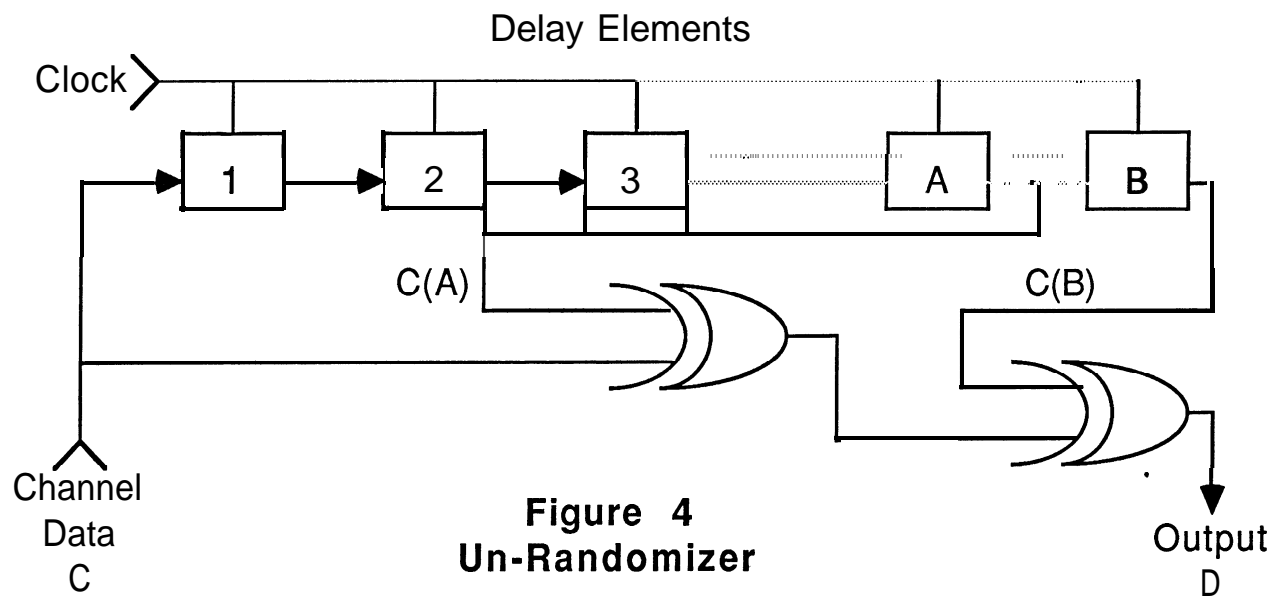 Delay Elements
Clock
1
2
3
A
B
C(A)
C(B)
Channel
Data
C
Figure 4
Un-Randomizer
Output
D